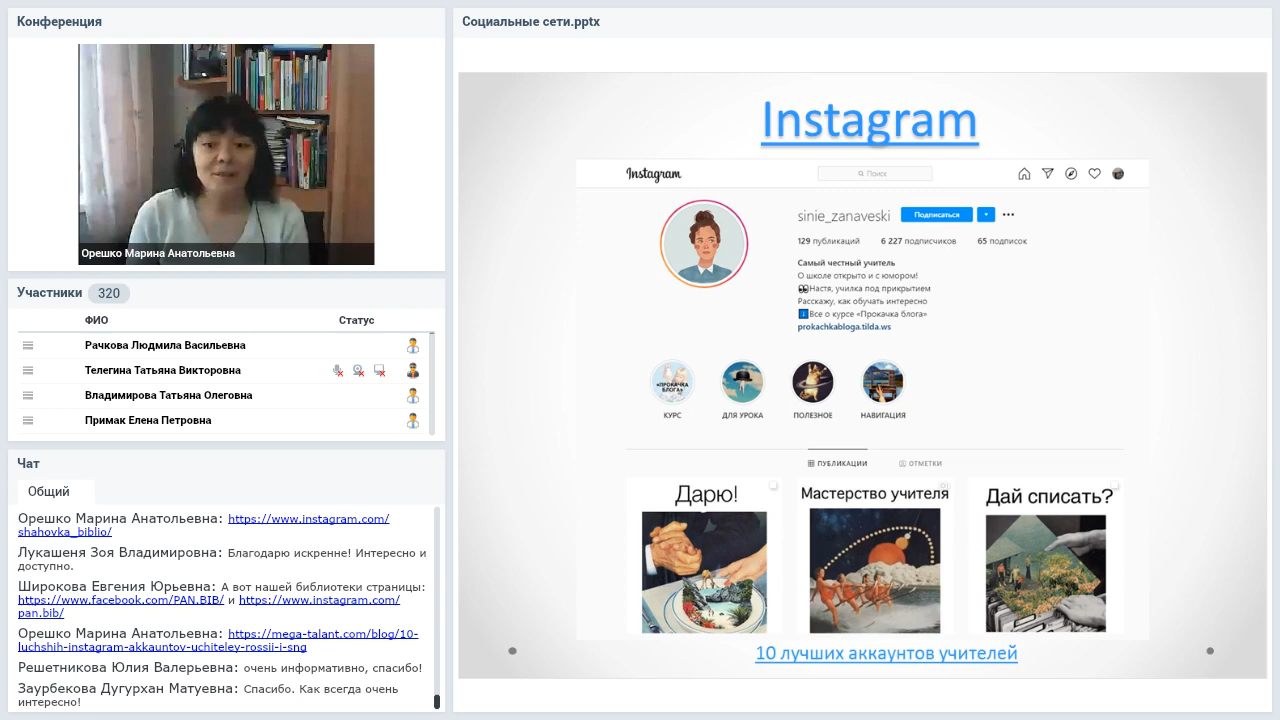 Конференция
Орешко Марина Анатольевна
Участники 320
ФИО Статус
Рачкова Людмила Васильевна
Телегина Татьяна Викторовна
Владимирова Татьяна Олеговна
Примак Елена Петровна
Чат
Общий
Орешко Марина Анатольевна: https://www.instagram.com/
shahovka_biblio/
Лукашеня Зоя Владимировна: Благодарю искренне! Интересно и
доступно.
Широкова Евгения Юрьевна: А вот нашей библиотеки страницы:
https://www.facebook.com/PAN.BIB/ и https://www.instagram.com/
pan.bib/
Орешко Марина Анатольевна: https://mega-talant.com/blog/10-
luchshih-instagram-akkauntov-uchiteley-rossii-i-sng
Решетникова Юлия Валерьевна: очень информативно, спасибо!
Заурбекова Дугурхан Матуевна: Спасибо. Как всегда очень
интересно!
Социальные сети.pptx
Instagram
Instagram
Поиск
sinie_zanaveski
Подписаться
129 публикаций 6 227 подписчиков 65 подписок
Самый честный учитель
О школе открыто и с юмором!
Настя, училка под прикрытием
Расскажу, как обучать интересно
Все о курсе «Прокачка блога»
prokachkabloga.tilda.ws
«ПРОКАЧКА
БЛОГА»
КУРС ДЛЯ УРОКА ПОЛЕЗНОЕ НАВИГАЦИЯ
ПУБЛИКАЦИИ ОТМЕТКИ
Дарю! Мастерство учителя Дай списать?
10 лучших аккаунтов учителей